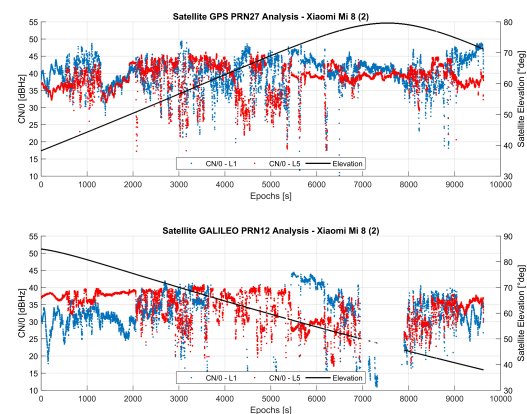 Satellite GPS PRN27 Analysis - Xiaomi Mi 8 (2)
55
50
45
40
35
30
25
20
15
10
CN/0 [dBHz]
80
70
60
50
40
30
Satellite Elevation [°deg]
CN/0 - L1 CN/0 - L5 Elevation
0 1000 2000 3000 4000 5000 6000 7000 8000 9000 10000
Epochs [s]
Satellite GALILEO PRN12 Analysis - Xiaomi Mi 8 (2)
55
50
45
40
35
30
25
20
15
10
CN/0 [dBHz]
90
80
70
60
50
40
30
Satellite Elevation [°deg]
CN/0 - L1 CN/0 - L5 Elevation
0 1000 2000 3000 4000 5000 6000 7000 8000 9000 10000
Epochs [s]